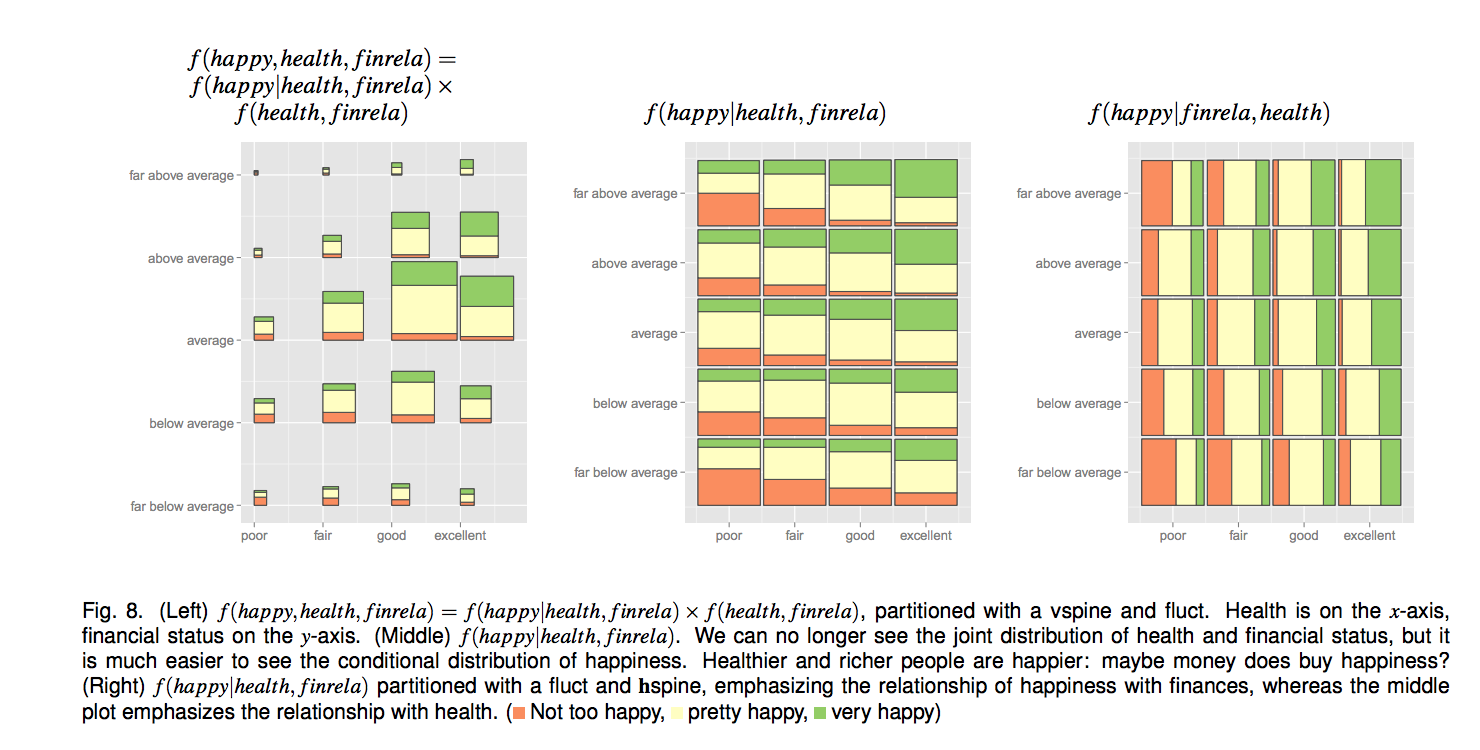 f(happy,health,finrela) =
f(happy|health,finrela) ×
f(health,finrela)
f(happy|health,finrela)
f(happy|finrela,health)
far above average
above average
average
below average
far below average
poor fair good excellent
far above average
above average
average
below average
far below average
poor fair good excellent
far above average
above average
average
below average
far below average
poor fair good excellent
Fig. 8. (Left) f(happy,health,finrela) = f(happy|health,finrela) × f(health,finrela), partitioned with a vspine and fluct. Health is on the x-axis,
financial status on the y-axis. (Middle) f(happy|health,finrela). We can no longer see the joint distribution of health and financial status, but it
is much easier to see the conditional distribution of happiness. Healthier and richer people are happier: maybe money does buy happiness?
(Right) f(happy|health,finrela) partitioned with a fluct and hspine, emphasizing the relationship of happiness with finances, whereas the middle
plot emphasizes the relationship with health. (■ Not too happy, ■ pretty happy, ■ very happy)